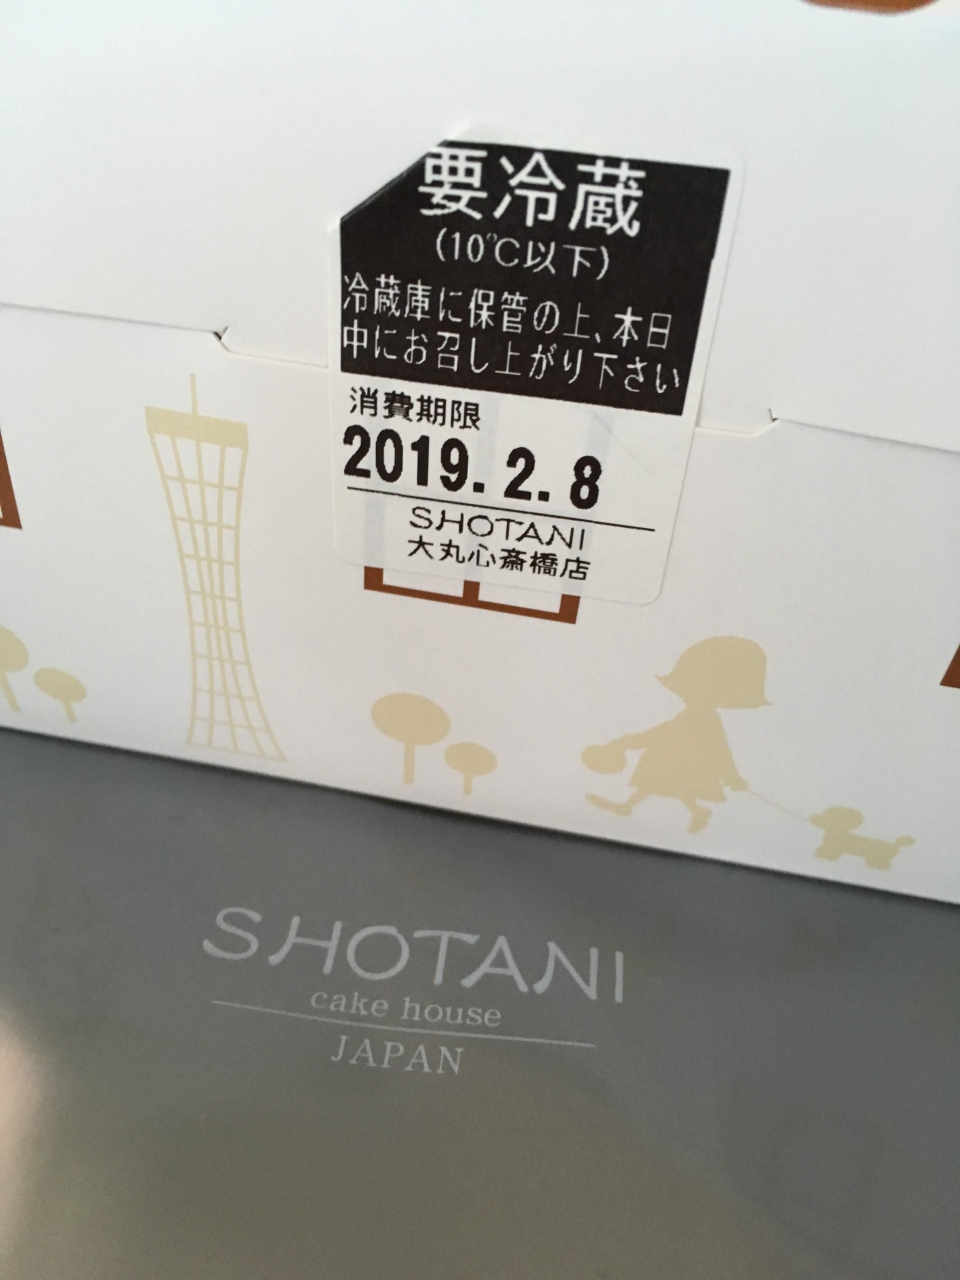 要冷蔵
(10℃以下)
冷蔵庫に保管の上、本日
中にお召し上がり下さい
消費期限
2019. 2. 8
SHOTANI
大丸心斎橋店
SHOTANI
cake house
JAPAN